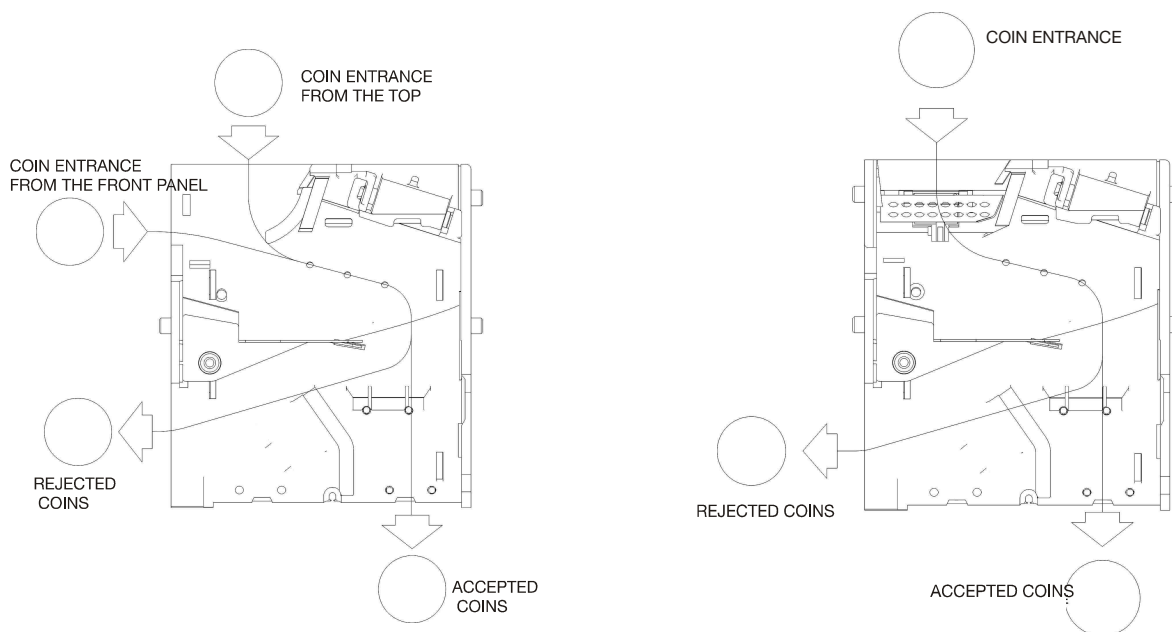 COIN ENTRANCE
FROM THE TOP
COIN ENTRANCE
FROM THE FRONT PANEL
REJECTED
COINS
ACCEPTED
COINS
COIN ENTRANCE
REJECTED COINS
ACCEPTED COINS